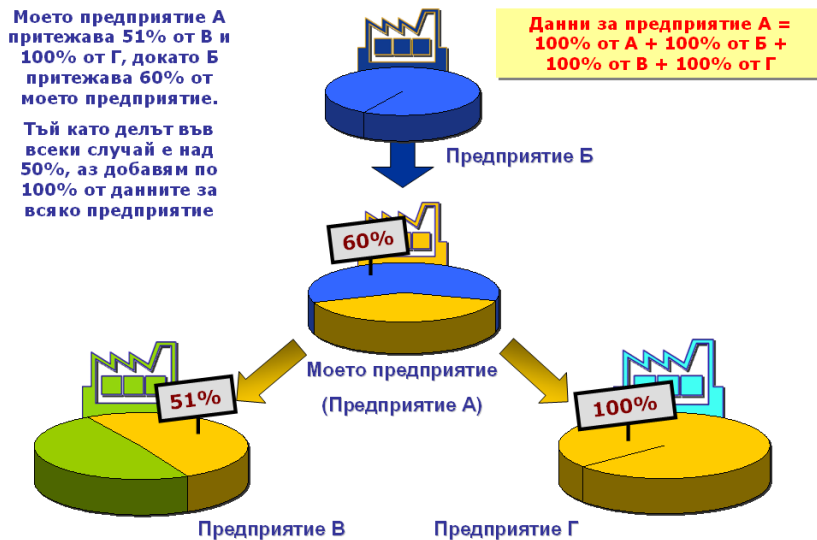 Моето предприятие А
притежава 51% от В и
100% от Г, докато Б
притежава 60% от
моето предприятие.
Тъй като делът във
всеки случай е над
50%, аз добавям по
100% от данните за
всяко предприятие
Данни за предприятие А =
100% от А + 100% от Б +
100% от В + 100% от Г
Предприятие Б
60%
Моето предприятие
(Предприятие А)
51%
100%
Предприятие В
Предприятие Г